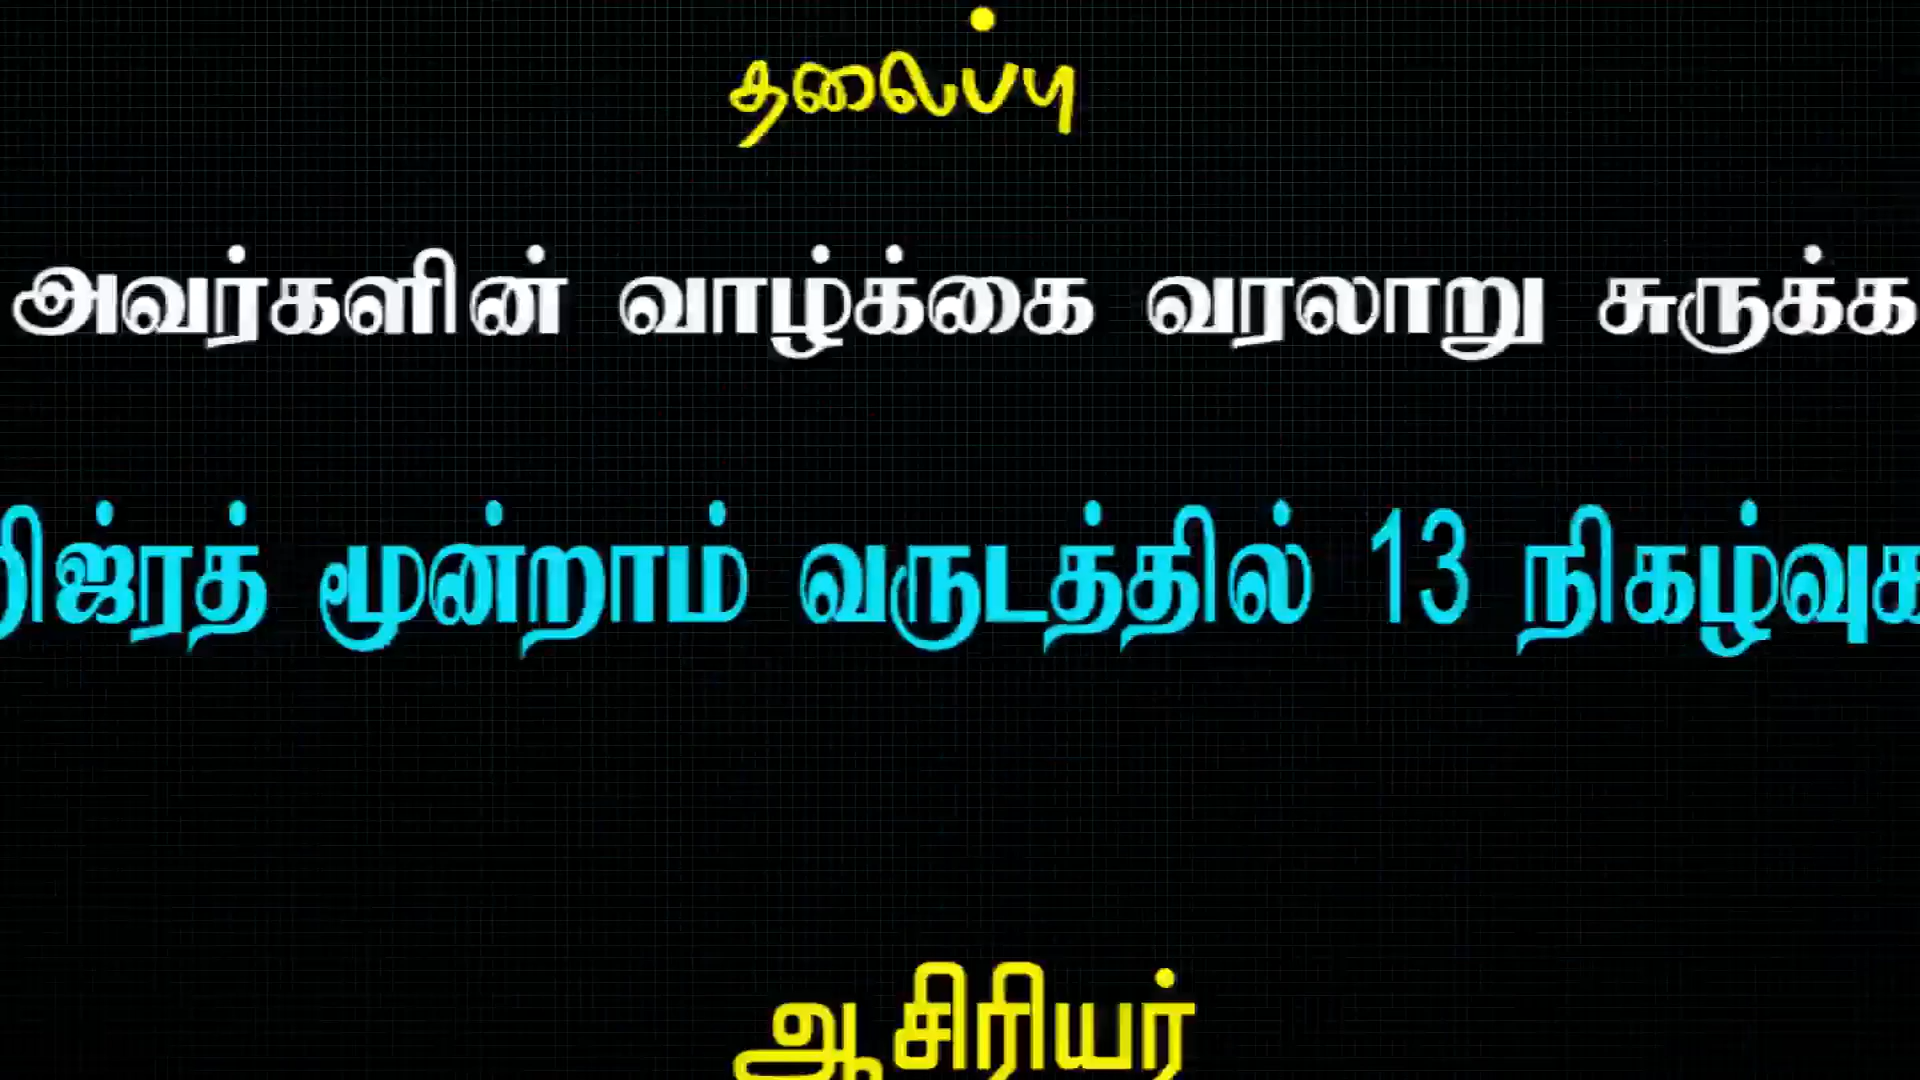 தலைப்பு
அவர்களின் வாழ்க்கை வரலாறு சுருக்க
ஹிஜ்ரத் மூன்றாம் வருடத்தில் 13 நிகழ்வுக
ஆசிரியர்